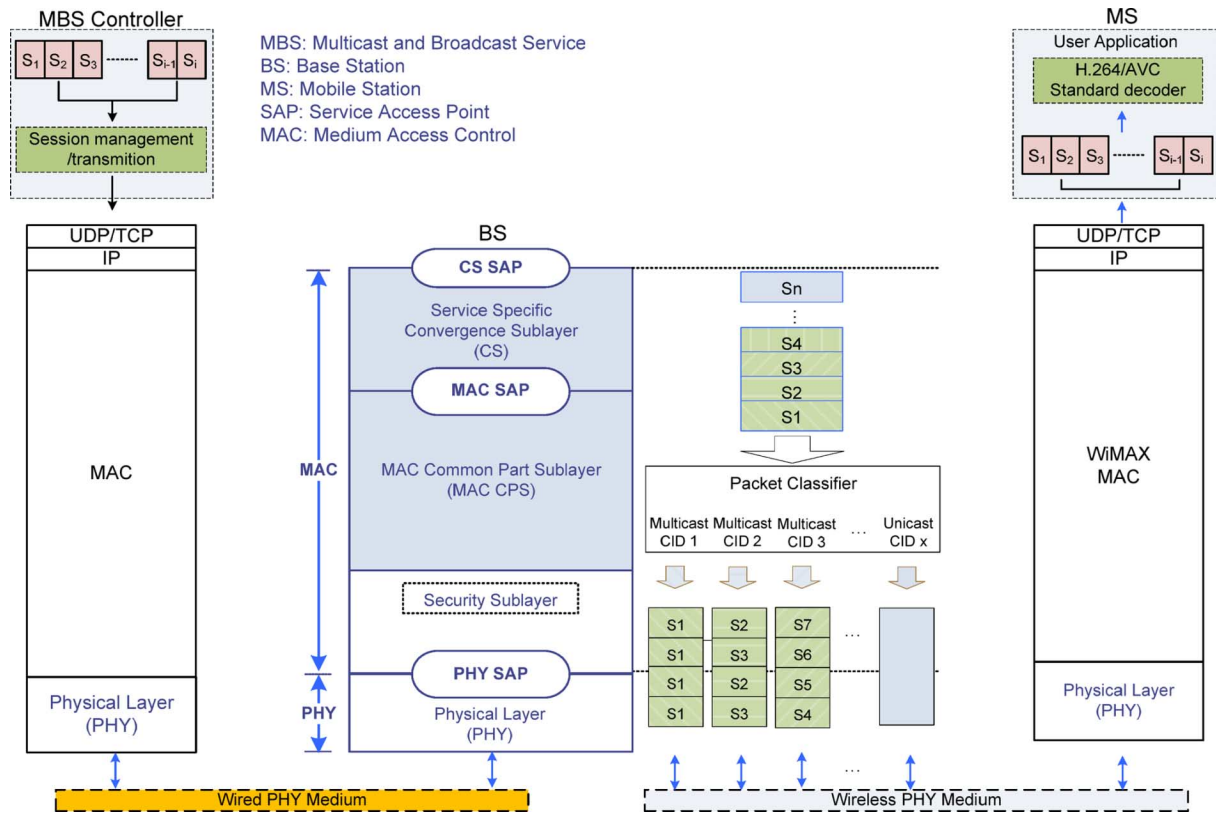 MBS Controller
S1 S2 S3 Si-1 Si
Session management
/transmition
UDP/TCP
IP
MAC
Physical Layer
(PHY)
MBS: Multicast and Broadcast Service
BS: Base Station
MS: Mobile Station
SAP: Service Access Point
MAC: Medium Access Control
BS
CS SAP
Service Specific
Convergence Sublayer
(CS)
MAC SAP
MAC
MAC Common Part Sublayer
(MAC CPS)
Security Sublayer
PHY SAP
PHY
Physical Layer
(PHY)
Sn
⋮
S4
S3
S2
S1
Packet Classifier
Multicast
CID 1
Multicast
CID 2
Multicast
CID 3
...
Unicast
CID x
S1
S1
S1
S1
S2
S3
S2
S3
S7
S6
S5
S4
...
...
MS
User Application
H.264/AVC
Standard decoder
S1 S2 S3 Si-1 Si
UDP/TCP
IP
WiMAX
MAC
Physical Layer
(PHY)
Wired PHY Medium
Wireless PHY Medium